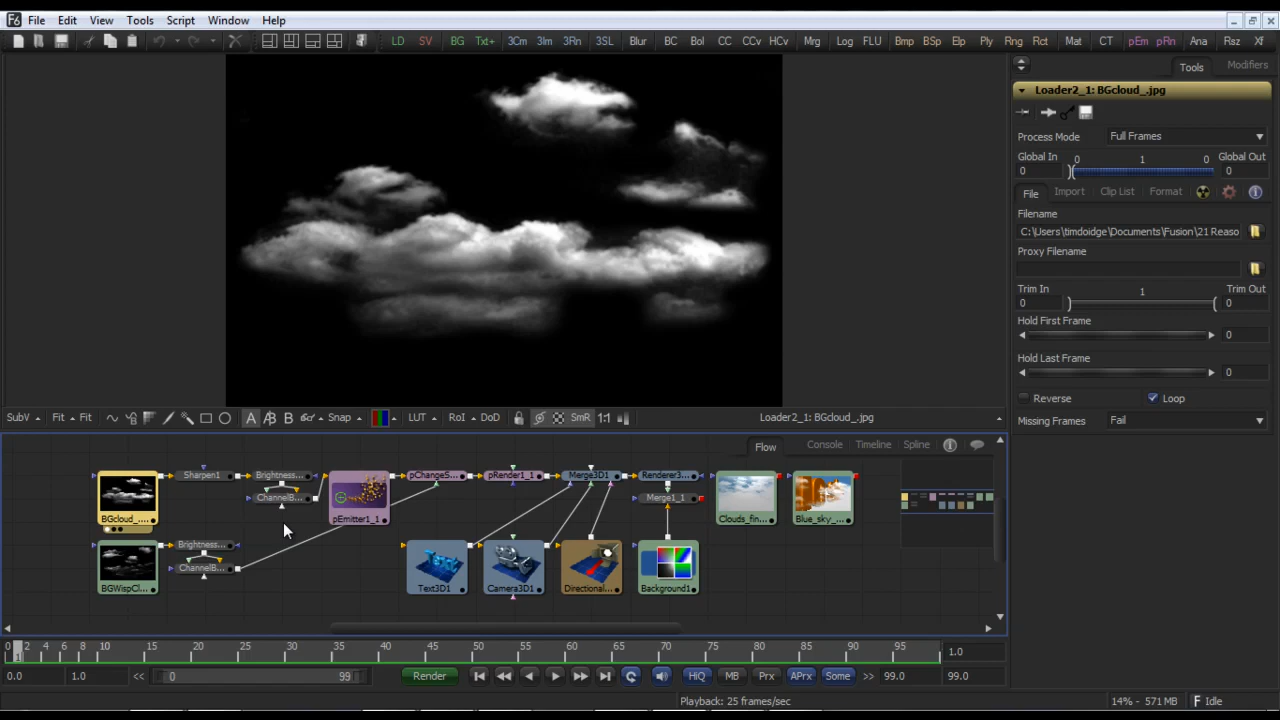 F6 File Edit View Tools Script Window Help
LD SV BG Txt+ 3Cm 3Im 3Rn 3SL Blur BC Bol CC CCv HCv Mrg Log FLU Bmp BSp Elp Ply Rng Rct Mat CT pEm pRn Ana Rsz Xf
Tools Modifiers
Loader2_1: BGcloud_.jpg
Process Mode Full Frames
Global In 0 1 0 Global Out
0 0
File Import Clip List Format
Filename
C:\Users\timdoidge\Documents\Fusion\21 Reaso
Proxy Filename
Trim In 1 Trim Out
0 0
Hold First Frame
0
Hold Last Frame
0
Reverse Loop
Missing Frames Fail
SubV Fit Fit A B Snap LUT RoI DoD SmR 1:1 Loader2_1: BGcloud_.jpg
Flow Console Timeline Spline
BGcloud_.... Sharpen1 Brightness... ChannelB... pEmitter1_1 pChangeS... pRender1_1 Merge3D1 Renderer3... Merge1_1 Clouds_fin... Blue_sky_...
BGWispCl... Brightness... ChannelB... Text3D1 Camera3D1 Directional... Background1
0 2 4 6 8 10 15 20 25 30 35 40 45 50 55 60 65 70 75 80 85 90 95 1.0
1
0.0 1.0 << 0 99 Render HiQ MB Prx APrx Some >> 99.0 99.0
Playback: 25 frames/sec 14% - 571 MB F Idle